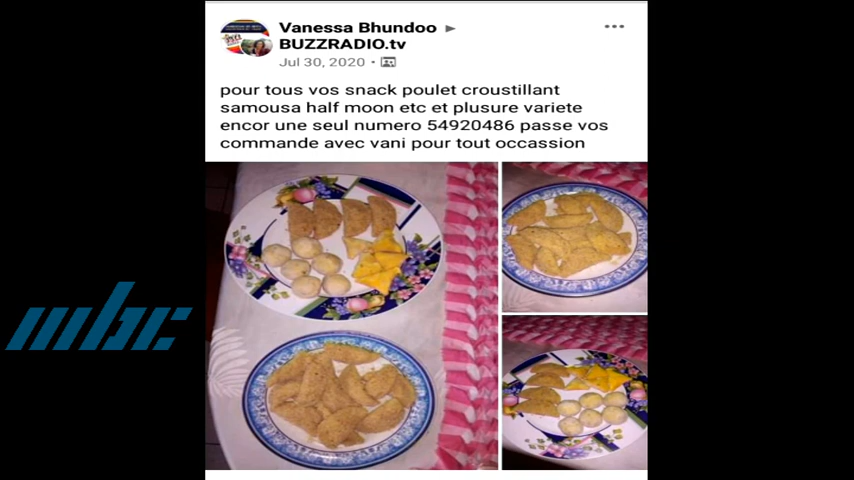 Vanessa Bhundoo ▸
BUZZRADIO.tv
Jul 30, 2020 ·
pour tous vos snack poulet croustillant
samousa half moon etc et plusure variete
encor une seul numero 54920486 passe vos
commande avec vani pour tout occassion
mbc